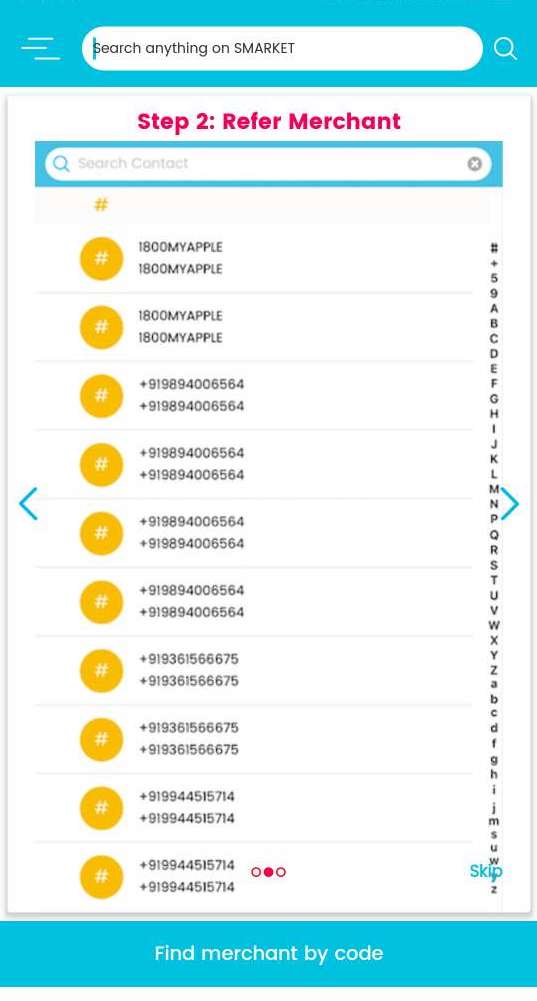 Search anything on SMARKET
Step 2: Refer Merchant
Search Contact
#
# 1800MYAPPLE
1800MYAPPLE
# 1800MYAPPLE
1800MYAPPLE
# +919894006564
+919894006564
# +919894006564
+919894006564
# +919894006564
+919894006564
# +919894006564
+919894006564
# +919361566675
+919361566675
# +919361566675
+919361566675
# +919944515714
+919944515714
# +919944515714
+919944515714
#
+
5
9
A
B
C
D
E
F
G
H
I
J
K
L
M
N
P
Q
R
S
T
U
V
W
X
Y
Z
a
b
c
d
f
g
h
i
j
m
s
u
w
z
Skip
Find merchant by code